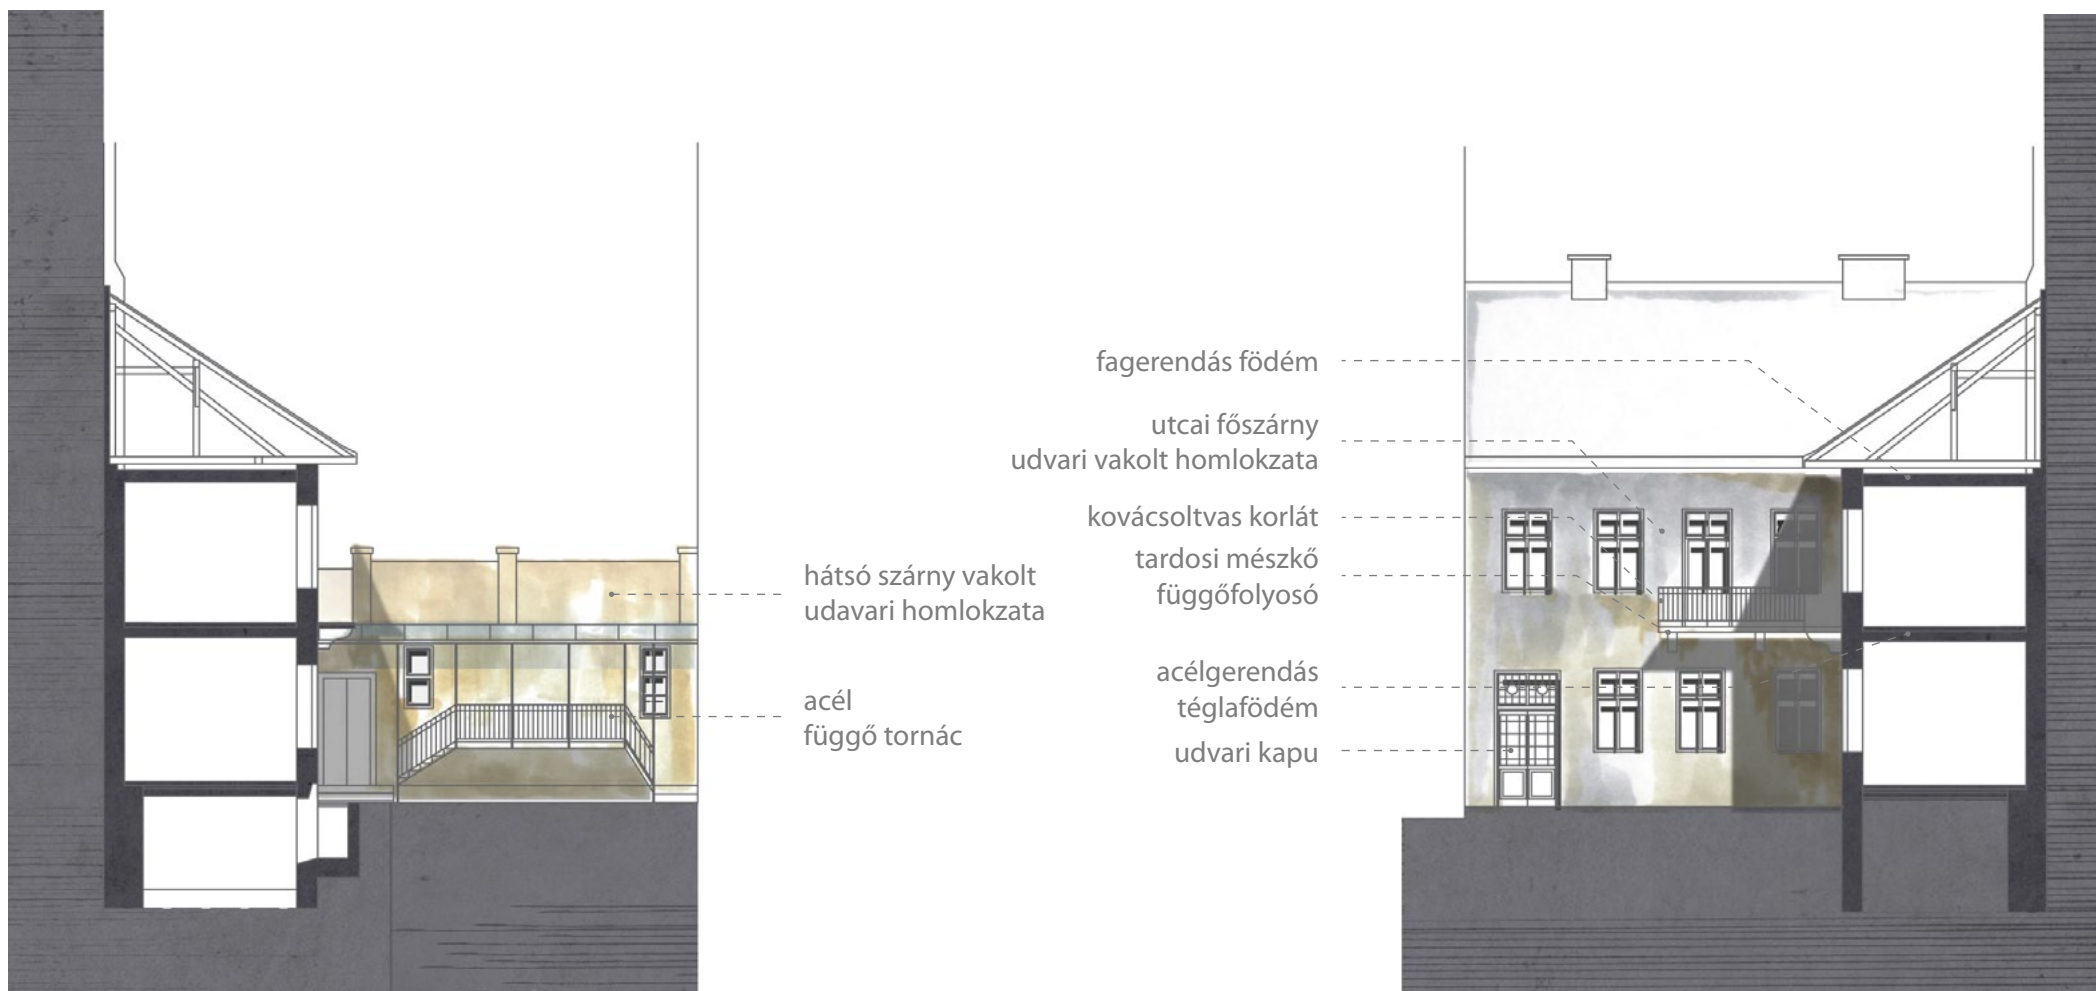 hátsó szárny vakolt
udavari homlokzata
acél
függő tornác
fagerendás födém
utcai főszárny
udvari vakolt homlokzata
kovácsoltvas korlát
tardosi mészkő
függőfolyosó
acélgerendás
téglafödém
udvari kapu